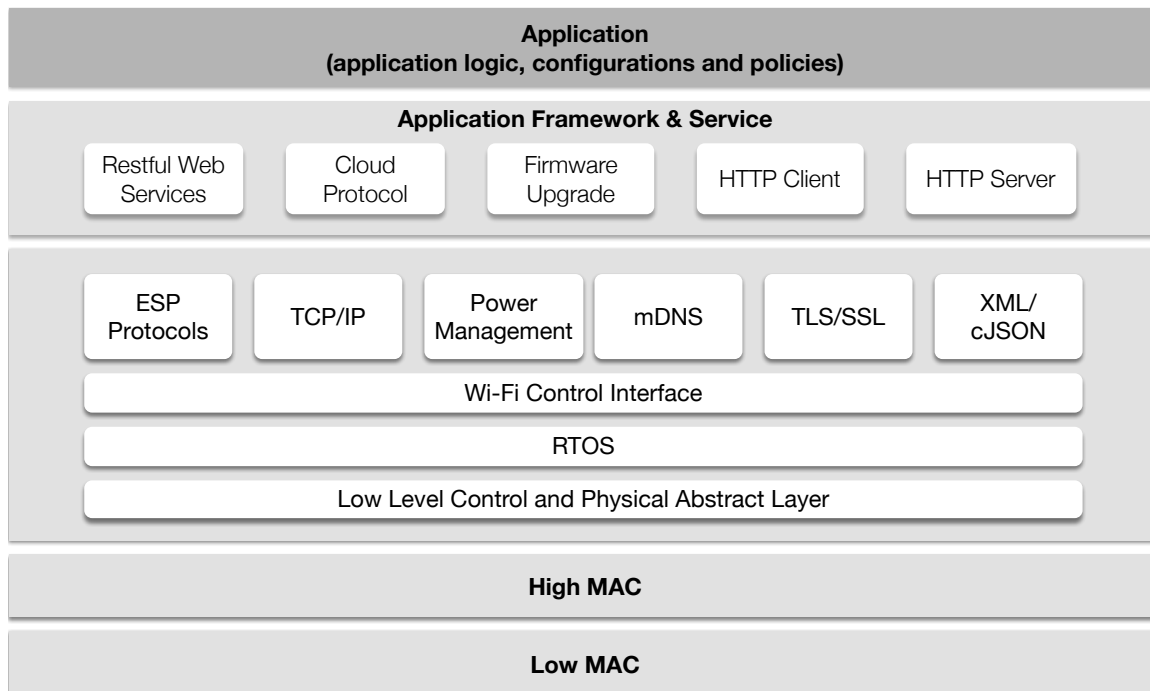 Application
(application logic, configurations and policies)
Application Framework & Service
Restful Web
Services
Cloud
Protocol
Firmware
Upgrade
HTTP Client
HTTP Server
ESP
Protocols
TCP/IP
Power
Management
mDNS
TLS/SSL
XML/
cJSON
Wi-Fi Control Interface
RTOS
Low Level Control and Physical Abstract Layer
High MAC
Low MAC